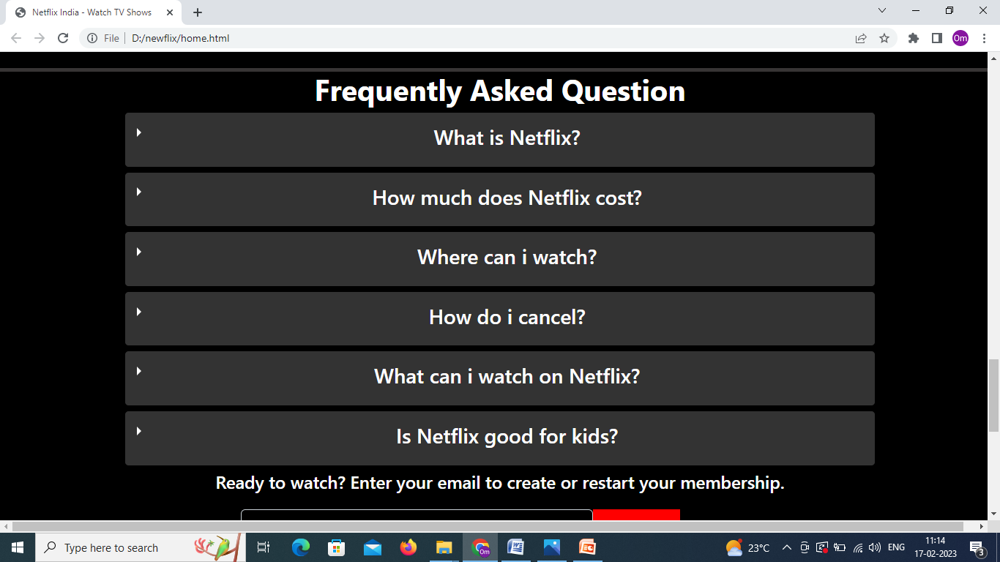 Netflix India - Watch TV Shows
File
D:/newflix/home.html
Om
Frequently Asked Question
What is Netflix?
How much does Netflix cost?
Where can i watch?
How do i cancel?
What can i watch on Netflix?
Is Netflix good for kids?
Ready to watch? Enter your email to create or restart your membership.
Type here to search
Om
23°C
ENG
11:14
17-02-2023
3